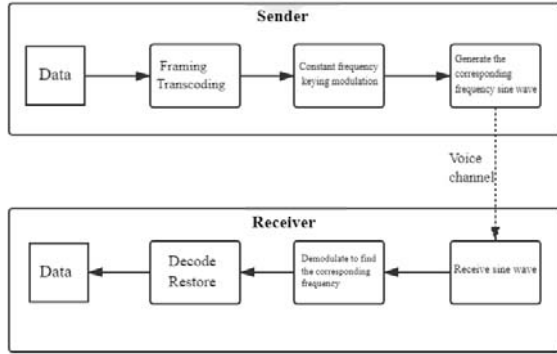 Sender
Data
Framing
Transcoding
Constant frequency
keying modulation
Generate the
corresponding
frequency sine wave
Voice
channel
Receiver
Data
Decode
Restore
Demodulate to find
the corresponding
frequency
Receive sine wave